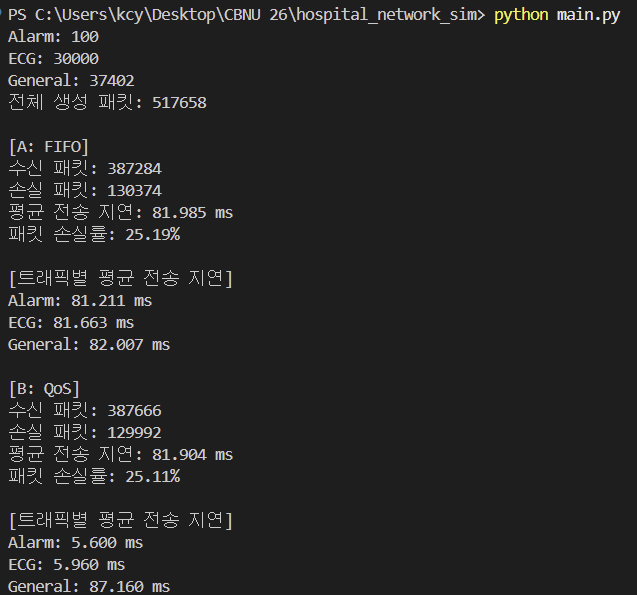 PS C:\Users\kcy\Desktop\CBNU 26\hospital_network_sim> python main.py
Alarm: 100
ECG: 30000
General: 37402
전체 생성 패킷: 517658
[A: FIFO]
수신 패킷: 387284
손실 패킷: 130374
평균 전송 지연: 81.985 ms
패킷 손실률: 25.19%
[트래픽별 평균 전송 지연]
Alarm: 81.211 ms
ECG: 81.663 ms
General: 82.007 ms
[B: QoS]
수신 패킷: 387666
손실 패킷: 129992
평균 전송 지연: 81.904 ms
패킷 손실률: 25.11%
[트래픽별 평균 전송 지연]
Alarm: 5.600 ms
ECG: 5.960 ms
General: 87.160 ms